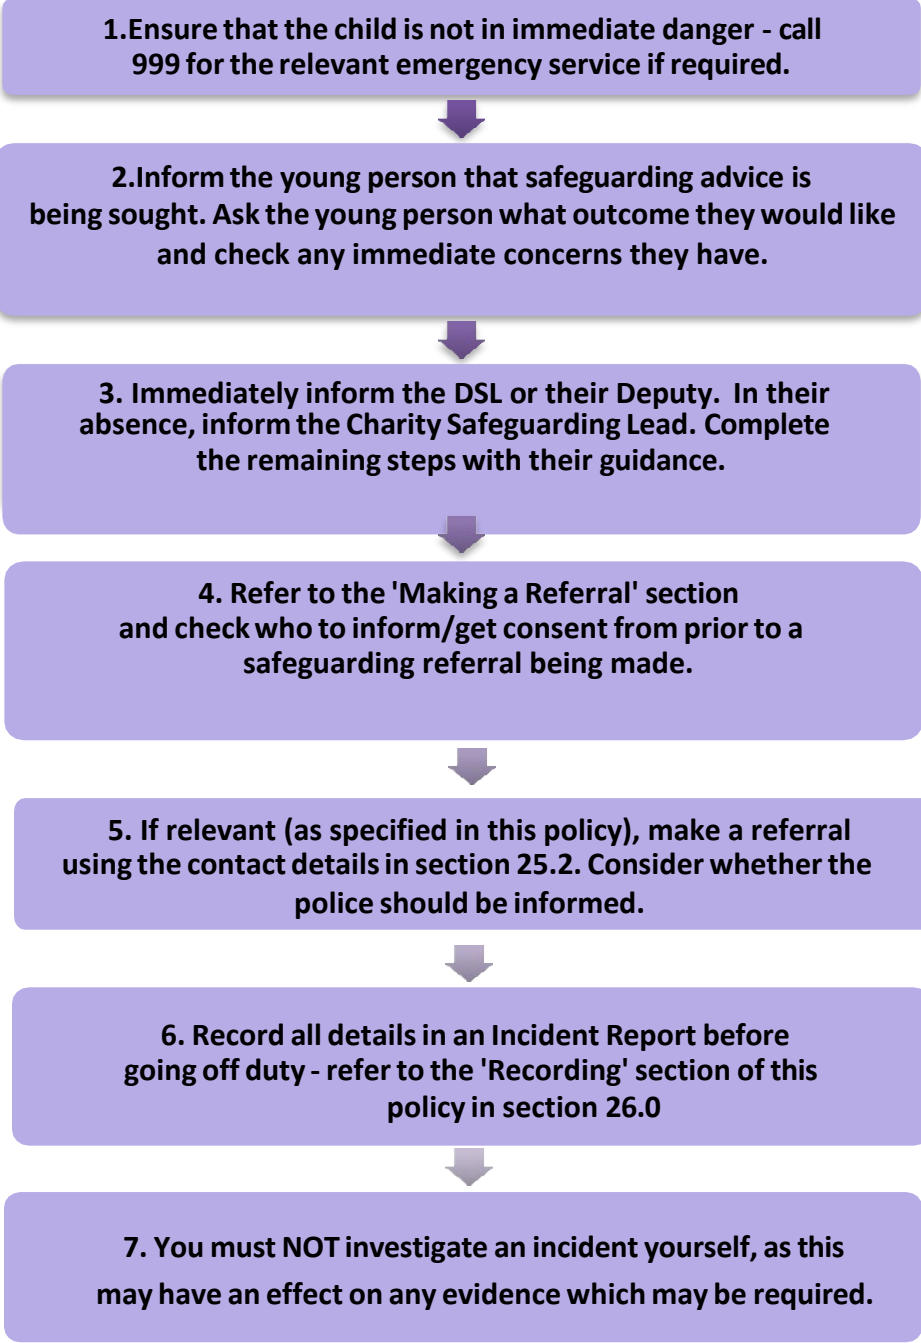 1.Ensure that the child is not in immediate danger - call
999 for the relevant emergency service if required.
2.Inform the young person that safeguarding advice is
being sought. Ask the young person what outcome they would like
and check any immediate concerns they have.
3. Immediately inform the DSL or their Deputy. In their
absence, inform the Charity Safeguarding Lead. Complete
the remaining steps with their guidance.
4. Refer to the 'Making a Referral' section
and check who to inform/get consent from prior to a
safeguarding referral being made.
5. If relevant (as specified in this policy), make a referral
using the contact details in section 25.2. Consider whether the
police should be informed.
6. Record all details in an Incident Report before
going off duty - refer to the 'Recording' section of this
policy in section 26.0
7. You must NOT investigate an incident yourself, as this
may have an effect on any evidence which may be required.